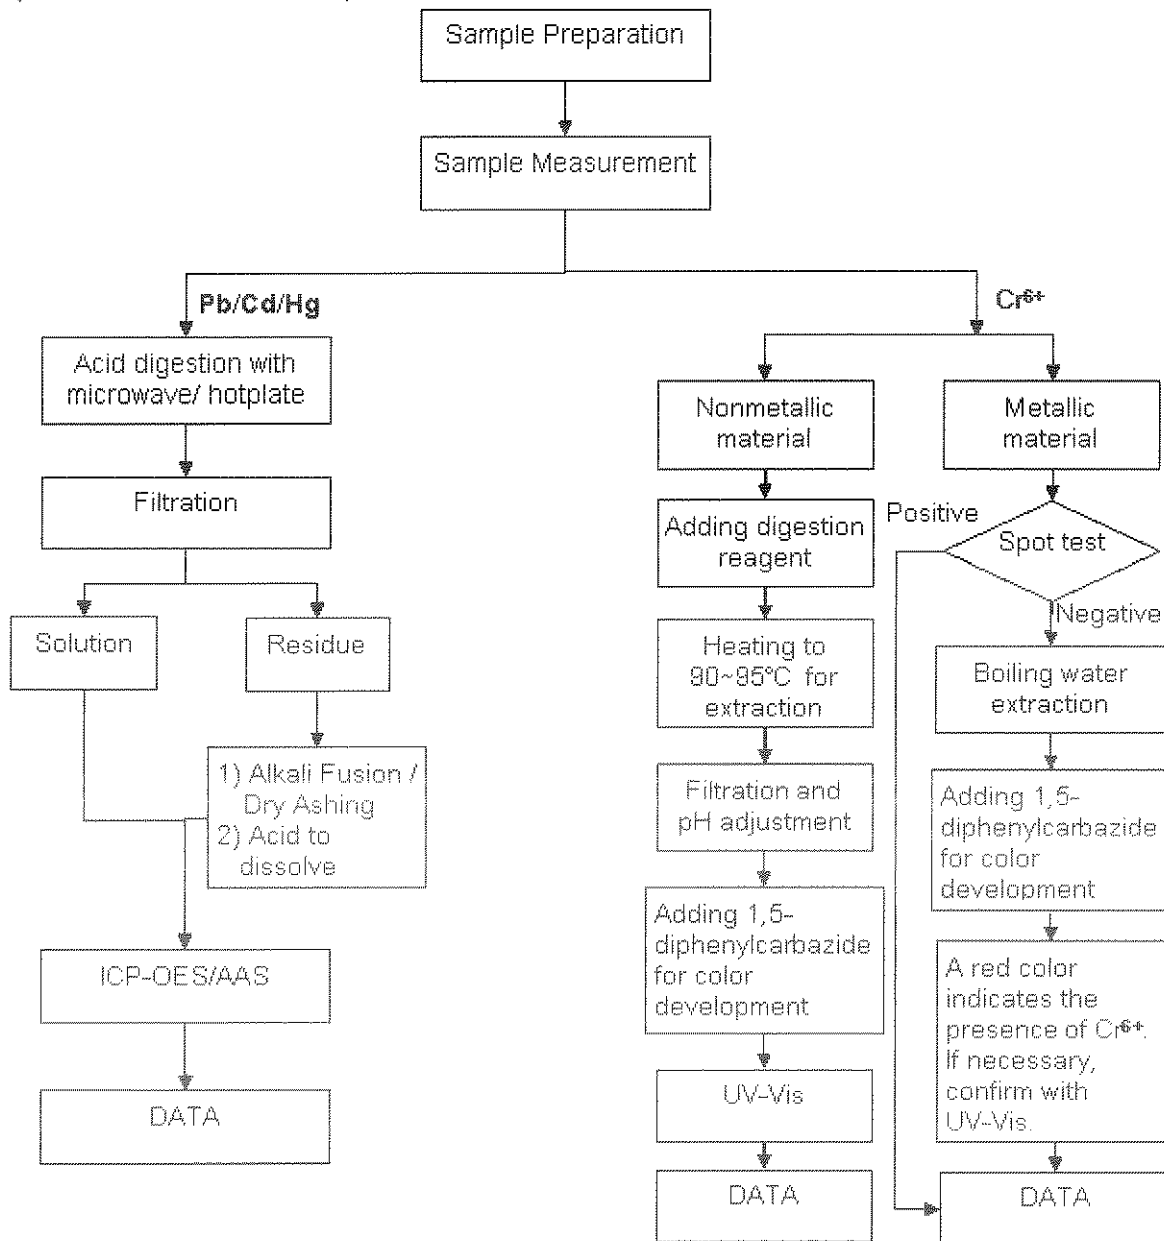 Sample Preparation
Sample Measurement
Pb/Cd/Hg
Cr6+
Acid digestion with
microwave/ hotplate
Filtration
Solution
Residue
1) Alkali Fusion /
Dry Ashing
2) Acid to
dissolve
ICP-OES/AAS
DATA
Nonmetallic
material
Adding digestion
reagent
Heating to
90~95°C for
extraction
Filtration and
pH adjustment
Adding 1,5-
diphenylcarbazide
for color
development
UV-Vis
DATA
Metallic
material
Positive
Spot test
Negative
Boiling water
extraction
Adding 1,5-
diphenylcarbazide
for color
development
A red color
indicates the
presence of Cr6+.
If necessary,
confirm with
UV-Vis.
DATA